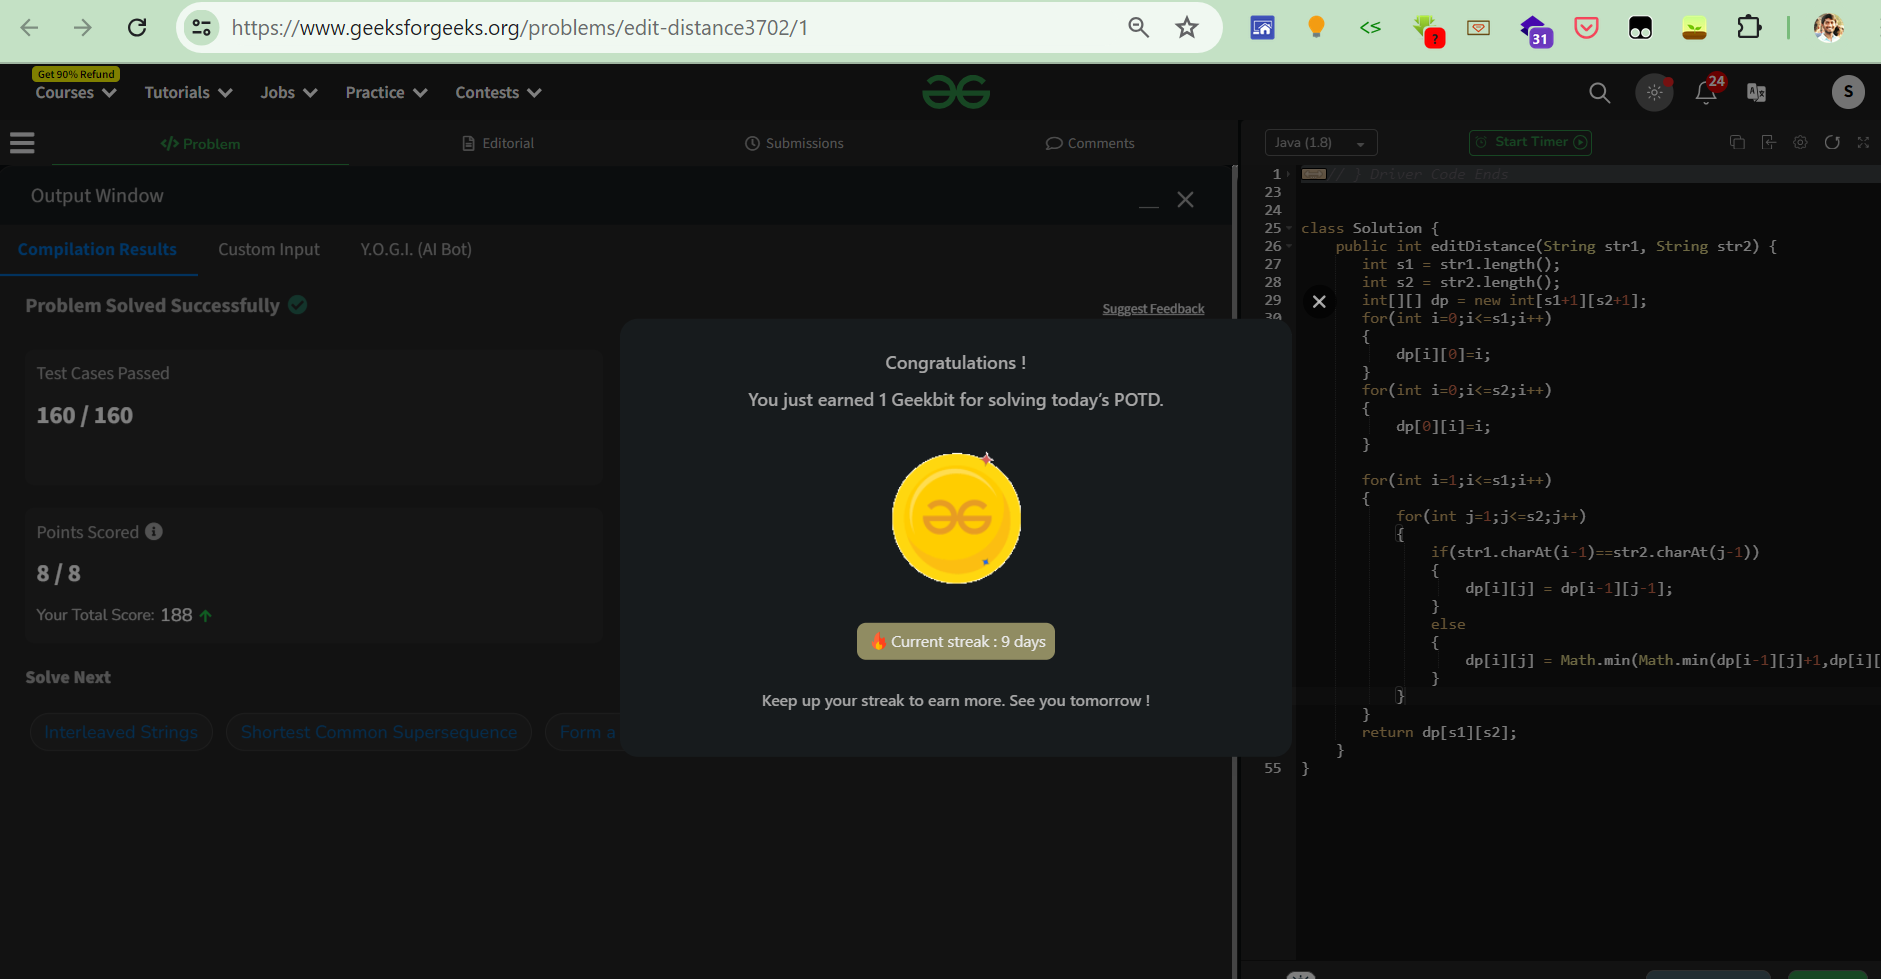 https://www.geeksforgeeks.org/problems/edit-distance3702/1
<s
?
31
Get 90% Refund
Courses
Tutorials
Jobs
Practice
Contests
24
S
</> Problem
Editorial
Submissions
Comments
Java (1.8)
Start Timer
Output Window
Compilation Results
Custom Input
Y.O.G.I. (AI Bot)
Problem Solved Successfully
Suggest Feedback
Test Cases Passed
160 / 160
Points Scored
8 / 8
Your Total Score: 188
Solve Next
Interleaved Strings
Shortest Common Supersequence
Form a
Congratulations !
You just earned 1 Geekbit for solving today's POTD.
Current streak : 9 days
Keep up your streak to earn more. See you tomorrow !
1 // } Driver Code Ends
23
24
25 class Solution {
26 public int editDistance(String str1, String str2) {
27 int s1 = str1.length();
28 int s2 = str2.length();
29 int[][] dp = new int[s1+1][s2+1];
30 for(int i=0;i<=s1;i++)
{
dp[i][0]=i;
}
for(int i=0;i<=s2;i++)
{
dp[0][i]=i;
}
for(int i=1;i<=s1;i++)
{
for(int j=1;j<=s2;j++)
{
if(str1.charAt(i-1)==str2.charAt(j-1))
{
dp[i][j] = dp[i-1][j-1];
}
else
{
dp[i][j] = Math.min(Math.min(dp[i-1][j]+1,dp[i][
}
}
}
return dp[s1][s2];
}
55 }